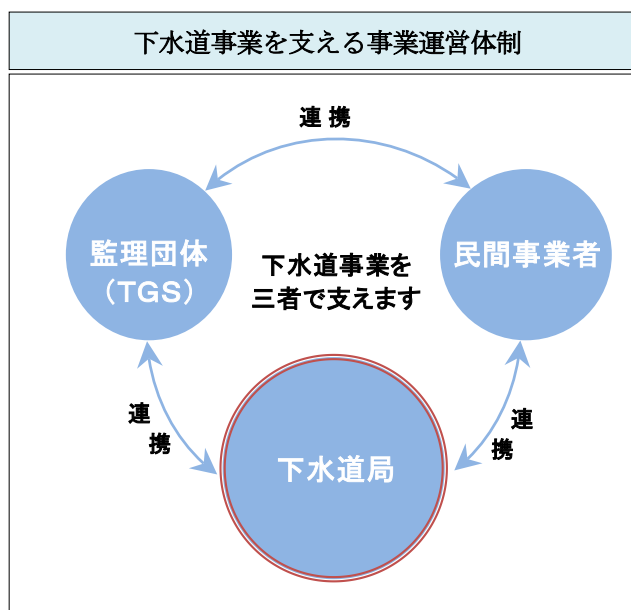 下水道事業を支える事業運営体制
連 携
監理団体
（TGS）
民間事業者
下水道事業を
三者で支えます
連
携
連
携
下水道局